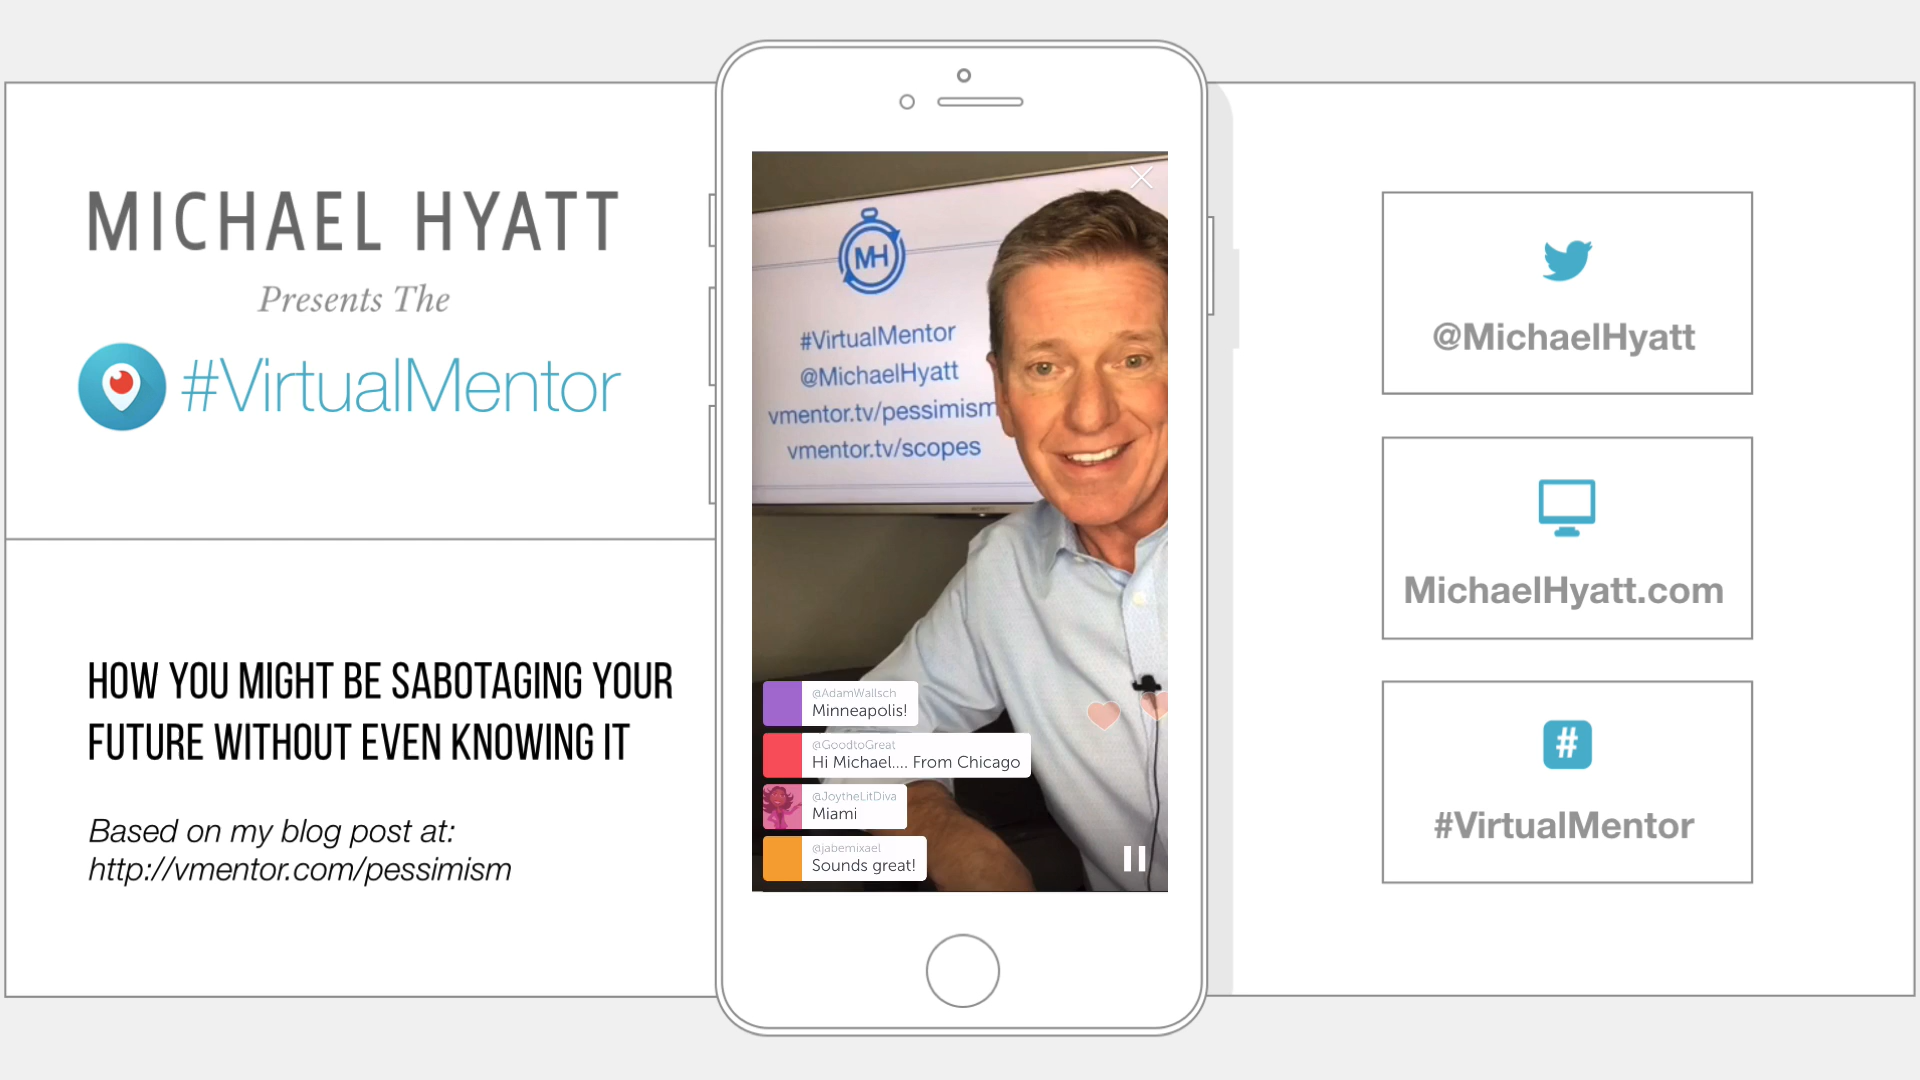 MICHAEL HYATT
Presents The
#VirtualMentor
HOW YOU MIGHT BE SABOTAGING YOUR
FUTURE WITHOUT EVEN KNOWING IT
Based on my blog post at:
http://vmentor.com/pessimism
MH
#VirtualMentor
@MichaelHyatt
vmentor.tv/pessimism
vmentor.tv/scopes
@AdamWallsch
Minneapolis!
@GoodtoGreat
Hi Michael.... From Chicago
@JoytheLitDiva
Miami
@jabemixael
Sounds great!
@MichaelHyatt
MichaelHyatt.com
#
#VirtualMentor